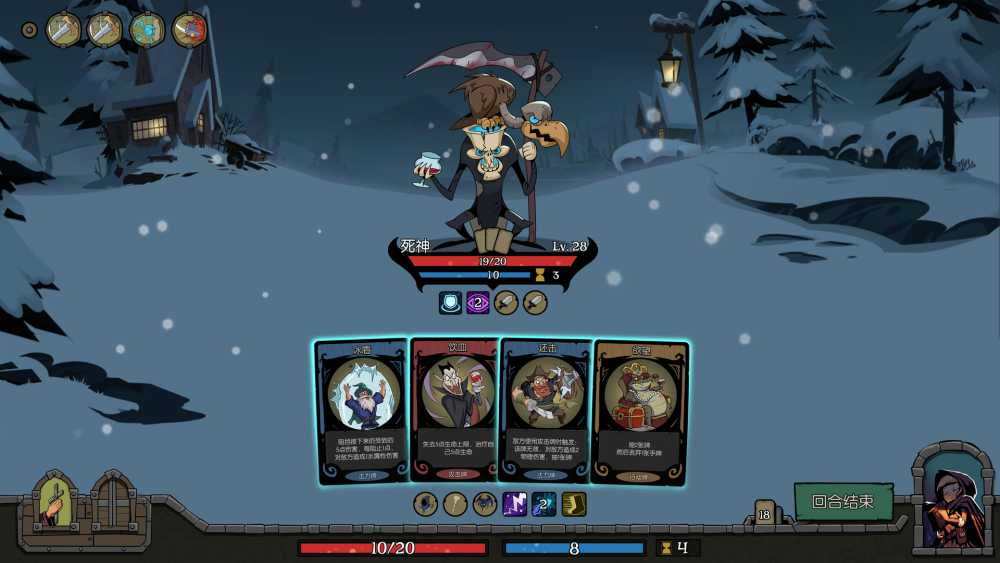 死神
Lv. 28
19/20
10
3
2
冰盾
阻挡接下来的受到的
5点伤害，每阻止1点，
对敌方造成1冰属性伤害
法力牌
饮血
失去5点生命上限，治疗自
己5点生命
攻击牌
还击
敌方使用攻击牌时触发：
该牌无效，对敌方造成2
物理伤害，抽1张牌
法力牌
欲望
抽2张牌
然后丢弃1张手牌
行动牌
N
2
18
回合结束
10/20
8
4